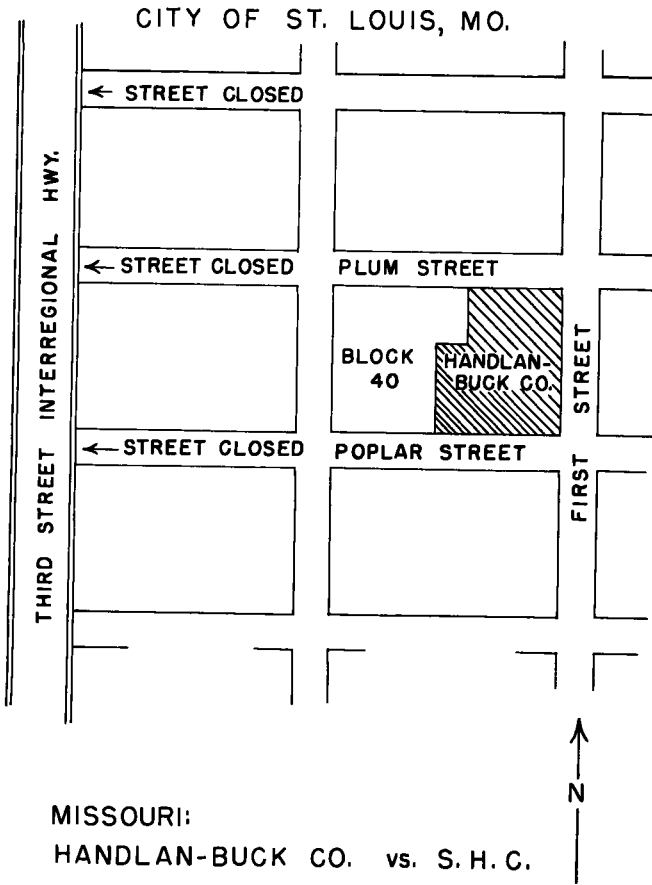 CITY OF ST. LOUIS, MO.
← STREET CLOSED
THIRD STREET INTERREGIONAL HWY.
← STREET CLOSED PLUM STREET
BLOCK
40
HANDLAN-
BUCK CO.
FIRST STREET
← STREET CLOSED POPLAR STREET
N
MISSOURI:
HANDLAN-BUCK CO. vs. S. H. C.